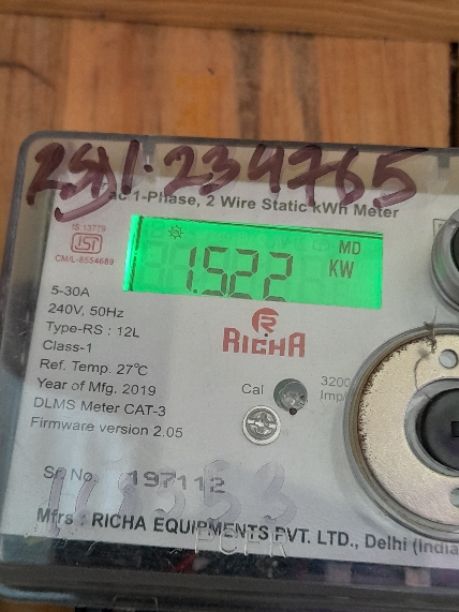 ac 1-Phase, 2 Wire Static kWh Meter
IS 13779
ISI
CM/L-8554689
MD
1.522 KW
5-30A
240V, 50Hz
Type-RS : 12L
Class-1
Ref. Temp. 27°C
Year of Mfg. 2019
DLMS Meter CAT-3
Firmware version 2.05
RICHA
Cal
3200
Imp/
Sr. No. 197112
Mfrs : RICHA EQUIPMENTS PVT. LTD., Delhi (India